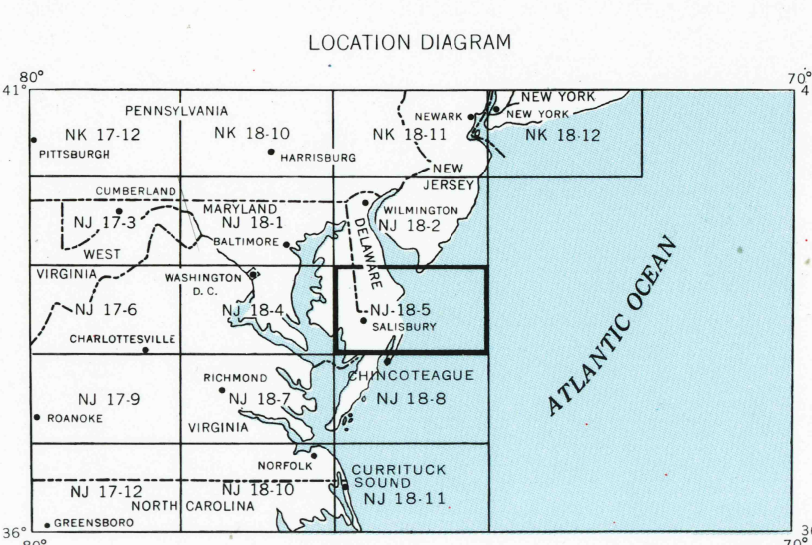 LOCATION DIAGRAM
80°
70°
41°
4
PENNSYLVANIA
NEW YORK
NEWARK
NEW YORK
NK 17-12
NK 18-10
NK 18-11
NK 18-12
PITTSBURGH
HARRISBURG
NEW
JERSEY
CUMBERLAND
MARYLAND
WILMINGTON
NJ 17-3
NJ 18-1
NJ 18-2
BALTIMORE
DELAWARE
WEST
VIRGINIA
WASHINGTON
D. C.
NJ 17-6
NJ 18-4
NJ-18-5
SALISBURY
ATLANTIC OCEAN
CHARLOTTESVILLE
RICHMOND
CHINCOTEAGUE
NJ 17-9
NJ 18-7
NJ 18-8
ROANOKE
VIRGINIA
NORFOLK
CURRITUCK
SOUND
NJ 17-12
NJ 18-10
NJ 18-11
NORTH CAROLINA
GREENSBORO
36°